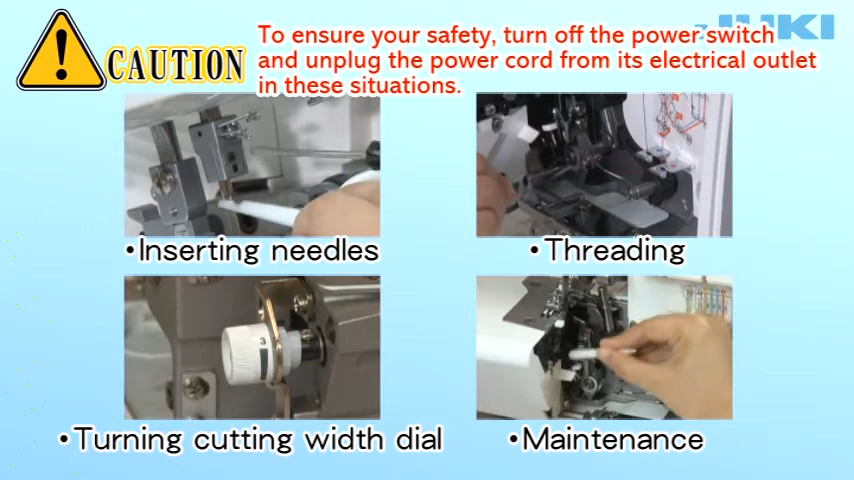 JUKI
CAUTION
To ensure your safety, turn off the power switch
and unplug the power cord from its electrical outlet
in these situations.
•Inserting needles
•Threading
3
•Turning cutting width dial
•Maintenance